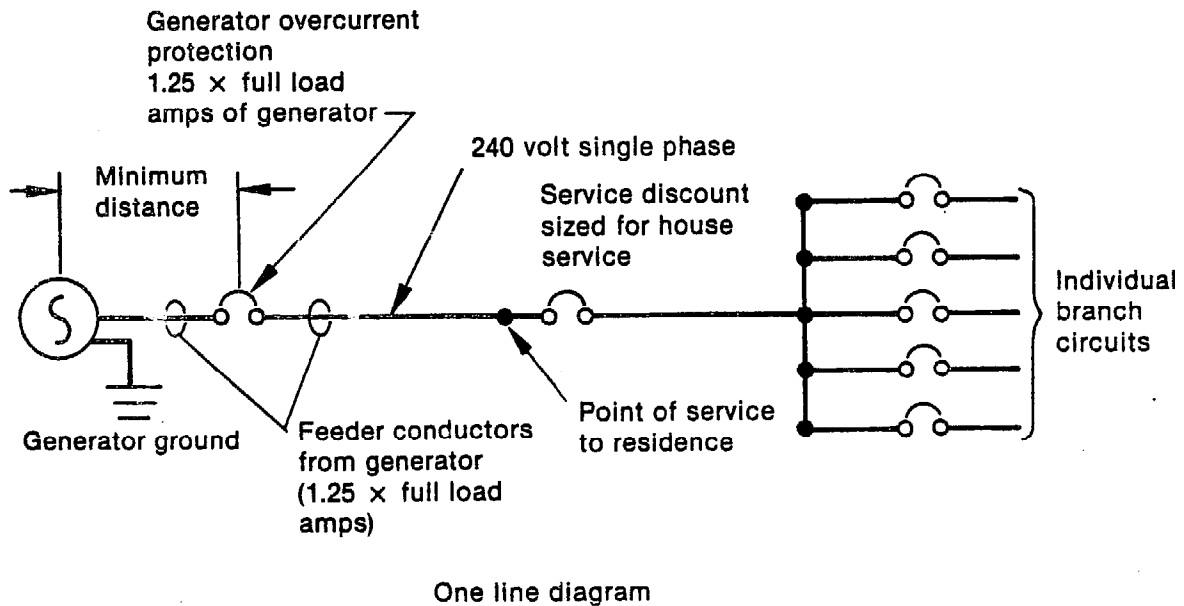 Generator overcurrent
protection
1.25 × full load
amps of generator
240 volt single phase
Minimum
distance
Service discount
sized for house
service
Individual
branch
circuits
Generator ground
Feeder conductors
from generator
(1.25 × full load
amps)
Point of service
to residence
One line diagram